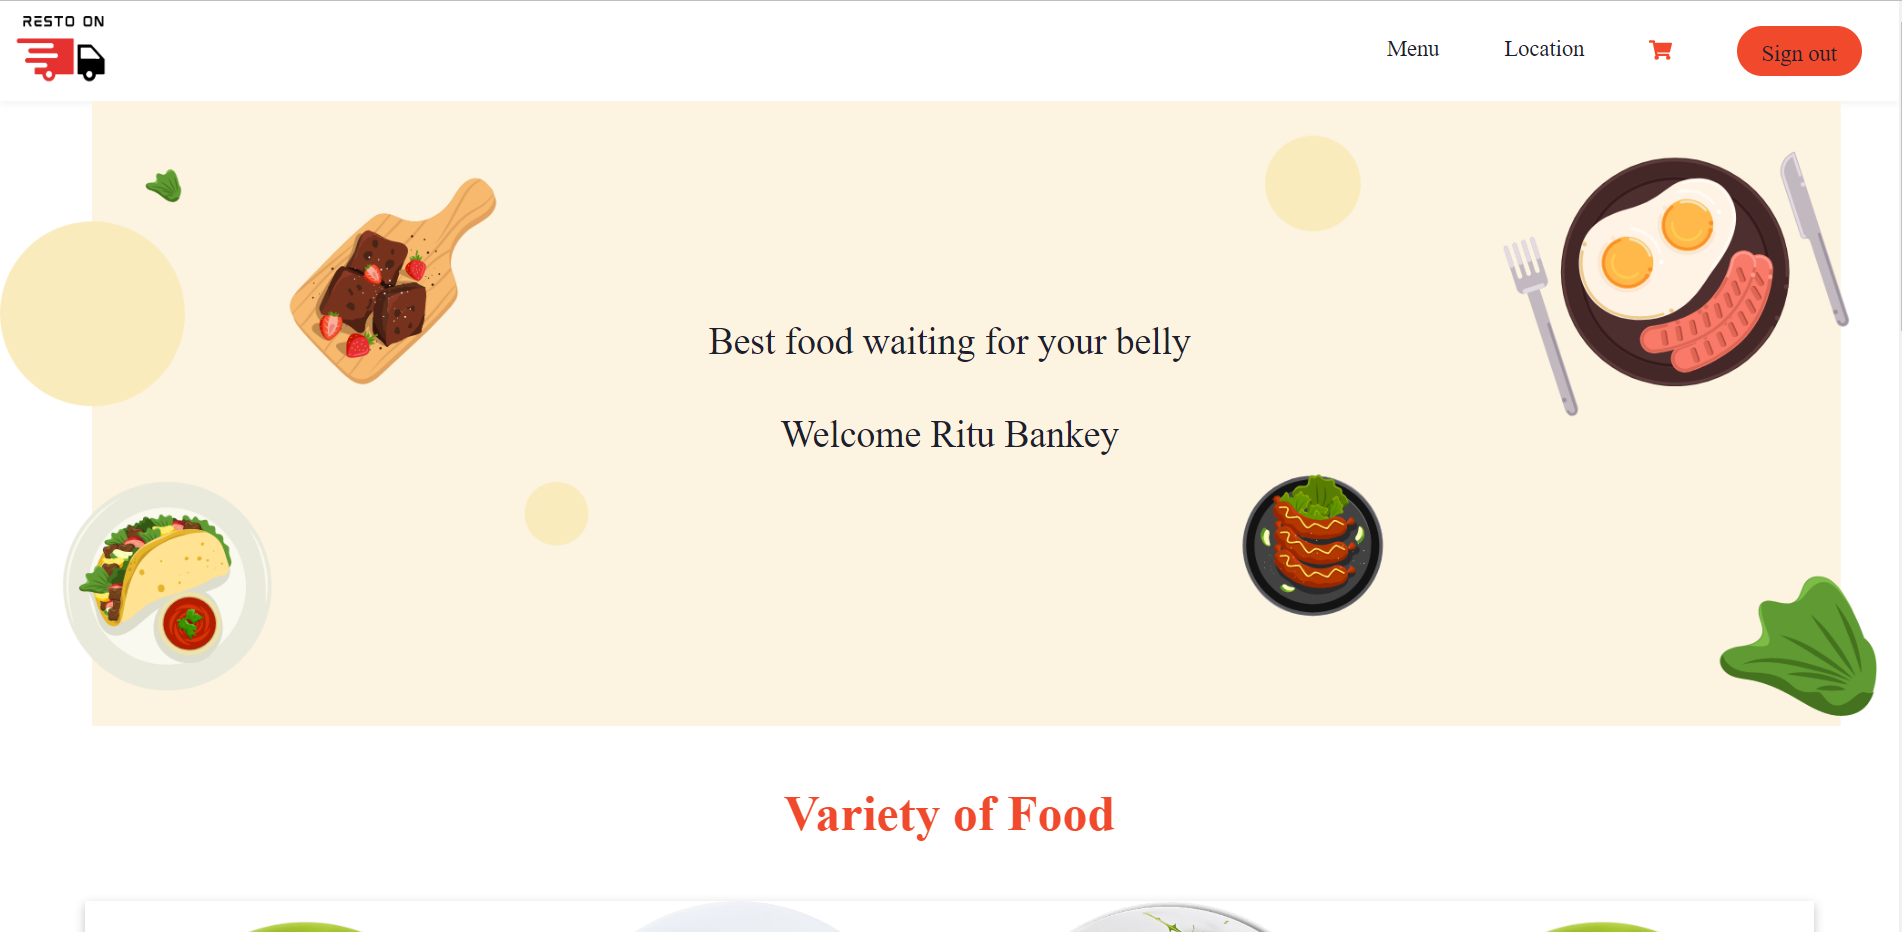 RESTO ON
Menu
Location
Sign out
Best food waiting for your belly
Welcome Ritu Bankey
Variety of Food